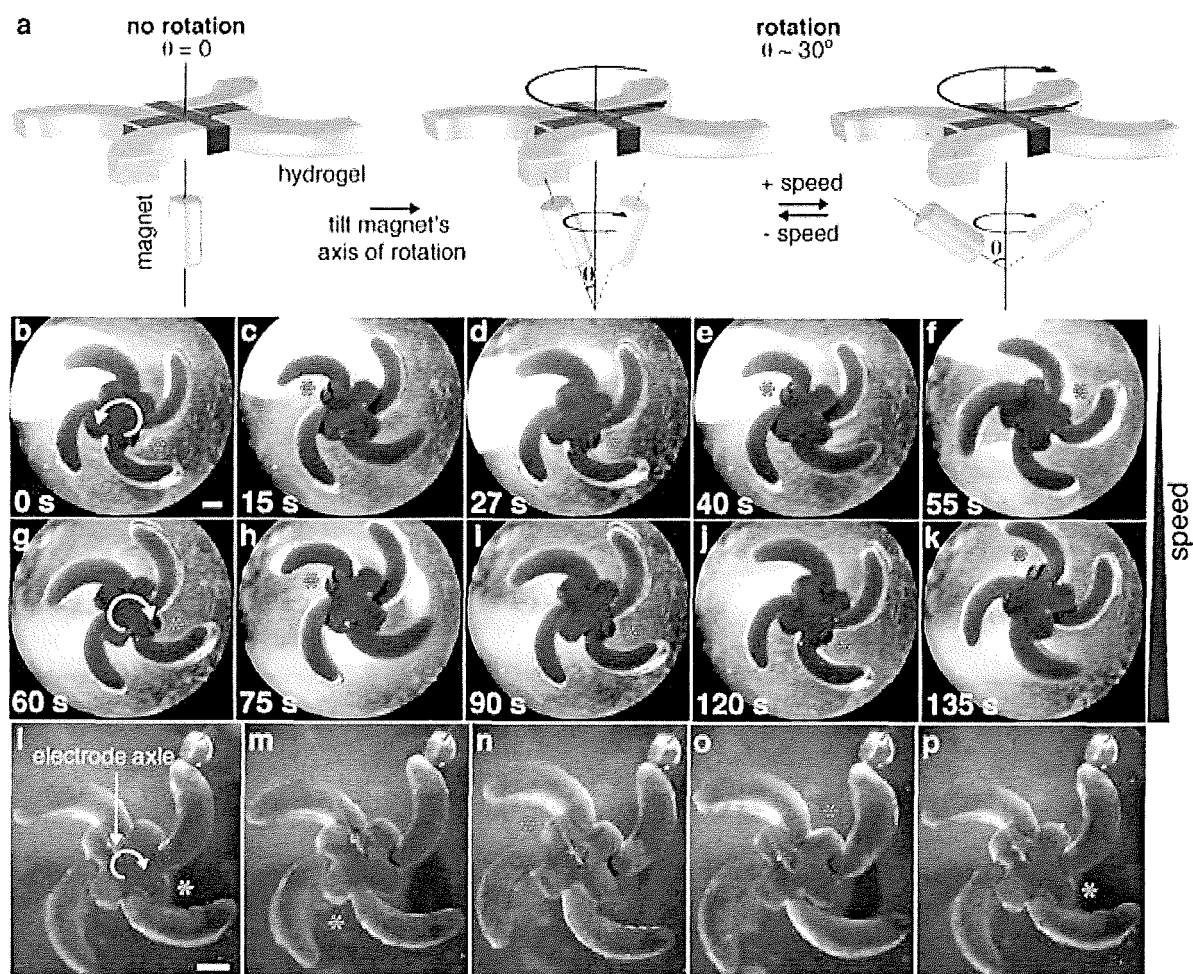 a
no rotation
θ = 0
rotation
θ ~ 30°
magnet
hydrogel
tilt magnet's
axis of rotation
θ
+ speed
- speed
θ
b
c
d
e
f
0 s
15 s
27 s
40 s
55 s
g
h
i
j
k
60 s
75 s
90 s
120 s
135 s
speed
l
m
n
o
p
electrode axle
*
*
*
*
*